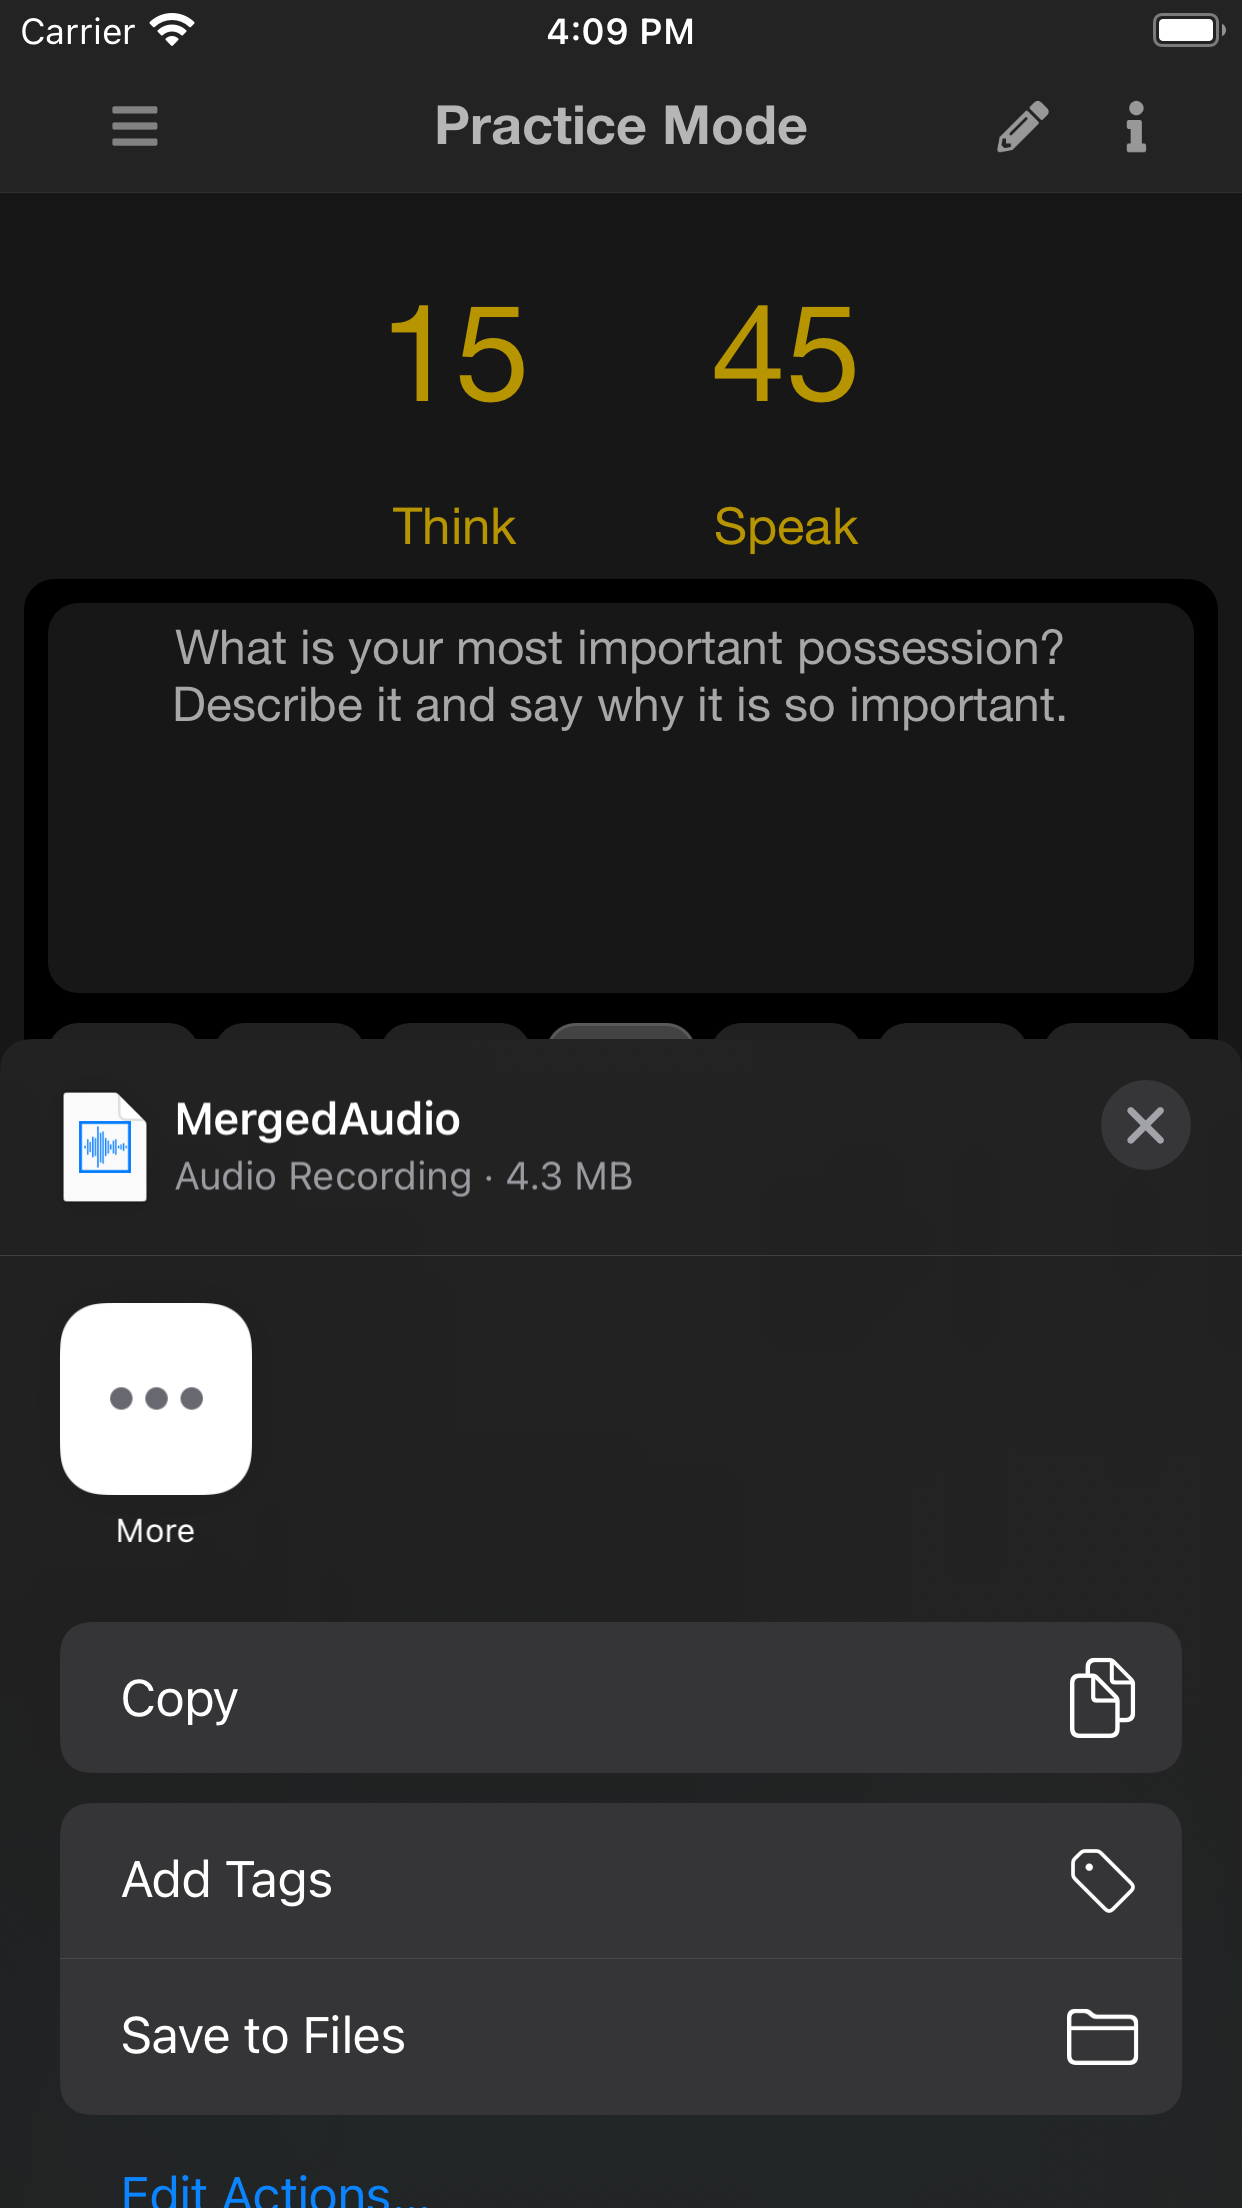 Carrier 4:09 PM
Practice Mode
15 45
Think Speak
What is your most important possession?
Describe it and say why it is so important.
MergedAudio
Audio Recording · 4.3 MB
More
Copy
Add Tags
Save to Files
Edit Actions...